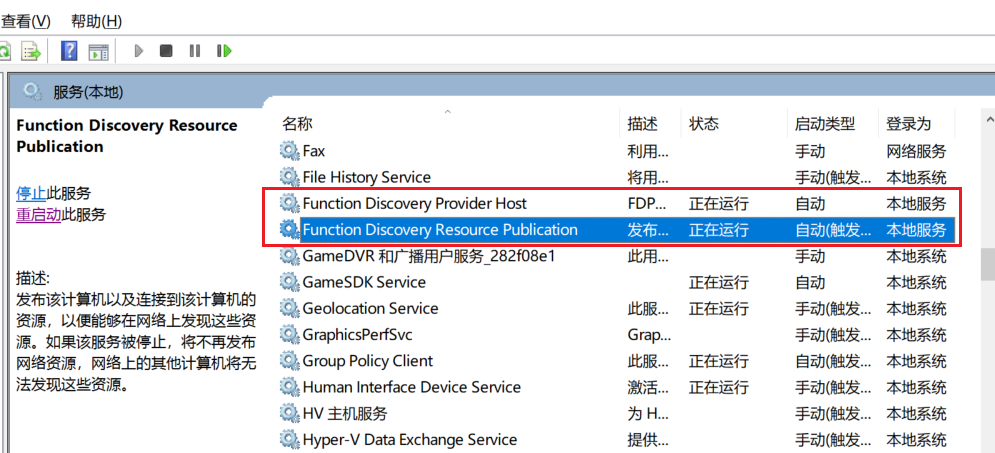 查看(V) 帮助(H)
服务(本地)
Function Discovery Resource
Publication
停止此服务
重启动此服务
描述:
发布该计算机以及连接到该计算机的
资源，以便能够在网络上发现这些资
源。如果该服务被停止，将不再发布
网络资源，网络上的其他计算机将无
法发现这些资源。
名称 描述 状态 启动类型 登录为
Fax 利用... 手动 网络服务
File History Service 将用... 手动(触发... 本地系统
Function Discovery Provider Host FDP... 正在运行 自动 本地服务
Function Discovery Resource Publication 发布... 正在运行 自动(触发... 本地服务
GameDVR 和广播用户服务_282f08e1 此用... 手动 本地系统
GameSDK Service 正在运行 自动 本地系统
Geolocation Service 此服... 正在运行 手动(触发... 本地系统
GraphicsPerfSvc Grap... 手动(触发... 本地系统
Group Policy Client 此服... 正在运行 自动(触发... 本地系统
Human Interface Device Service 激活... 正在运行 手动(触发... 本地系统
HV 主机服务 为 H... 手动(触发... 本地系统
Hyper-V Data Exchange Service 提供... 手动(触发... 本地系统